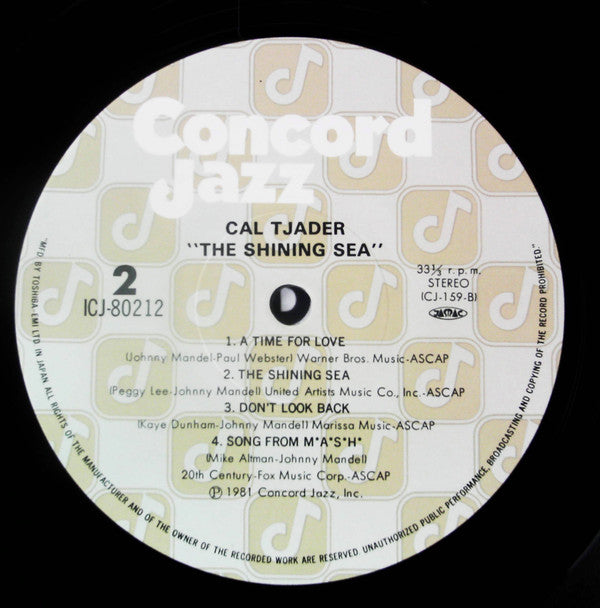 Concord
Jazz
CAL TJADER
"THE SHINING SEA"
2
ICJ-80212
33⅓ r.p.m.
STEREO
(CJ-159-B)
JASRAC
1. A TIME FOR LOVE
(Johnny Mandel-Paul Webster) Warner Bros. Music-ASCAP
2. THE SHINING SEA
(Peggy Lee-Johnny Mandel) United Artists Music Co., Inc.-ASCAP
3. DON'T LOOK BACK
(Kaye Dunham-Johnny Mandel) Marissa Music-ASCAP
4. SONG FROM M*A*S*H*
(Mike Altman-Johnny Mandel)
20th Century-Fox Music Corp.-ASCAP
Ⓟ 1981 Concord Jazz, Inc.
"MFD. BY TOSHIBA-EMI LTD. IN JAPAN ALL RIGHTS OF THE MANUFACTURER AND OF THE OWNER OF THE RECORDED WORK ARE RESERVED. UNAUTHORIZED PUBLIC PERFORMANCE, BROADCASTING AND COPYING OF THE RECORD PROHIBITED."